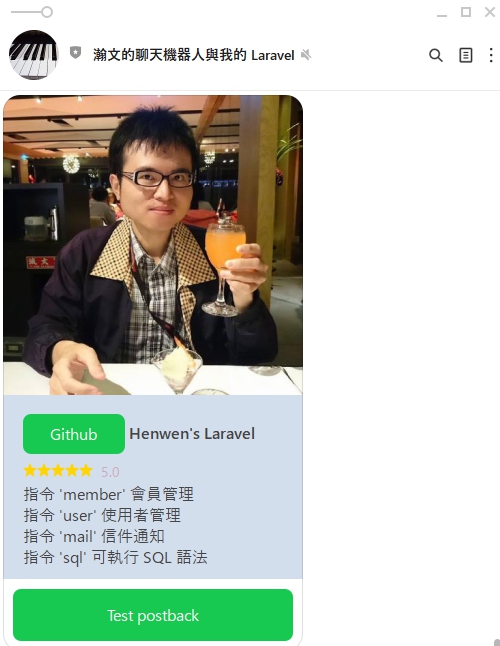 瀚文的聊天機器人與我的 Laravel
滅火
Github Henwen's Laravel
5.0
指令 'member' 會員管理
指令 'user' 使用者管理
指令 'mail' 信件通知
指令 'sql' 可執行 SQL 語法
Test postback